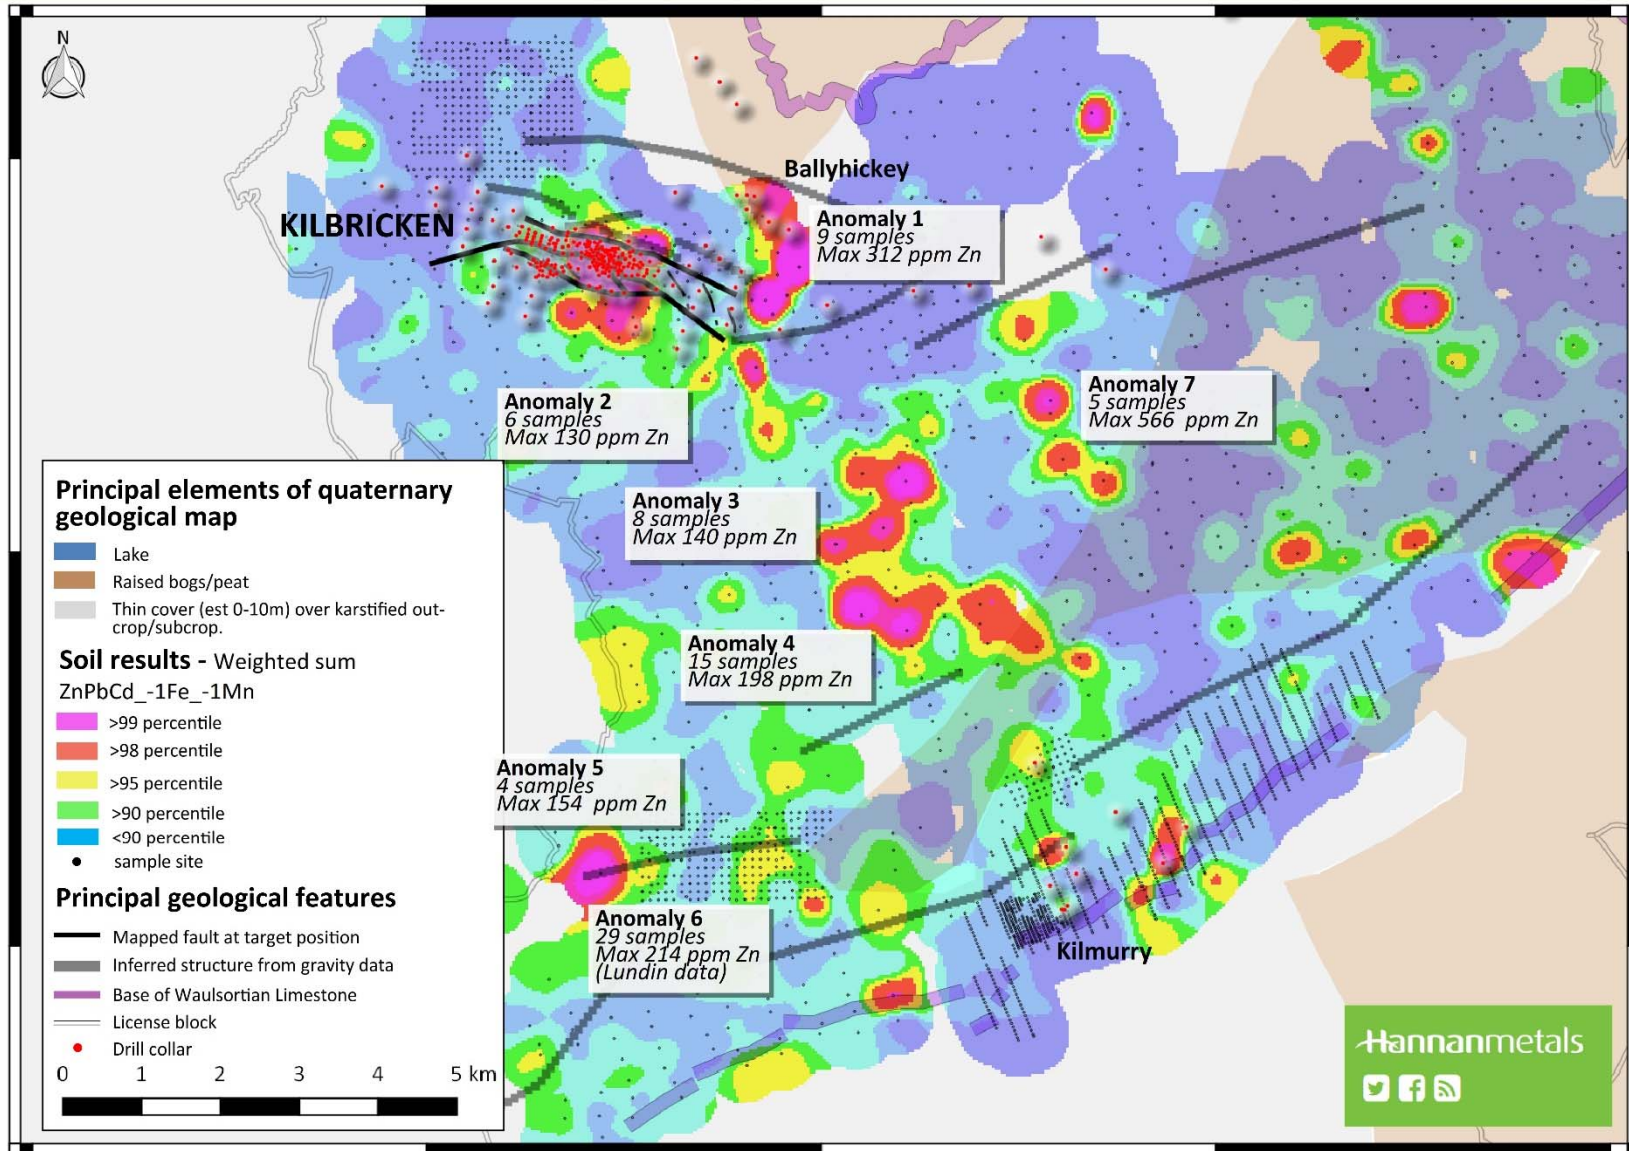 N
Ballyhickey
KILBRICKEN
Anomaly 1
9 samples
Max 312 ppm Zn
Anomaly 2
6 samples
Max 130 ppm Zn
Anomaly 7
5 samples
Max 566 ppm Zn
Anomaly 3
8 samples
Max 140 ppm Zn
Anomaly 4
15 samples
Max 198 ppm Zn
Anomaly 5
4 samples
Max 154 ppm Zn
Anomaly 6
29 samples
Max 214 ppm Zn
(Lundin data)
Kilmurry
Principal elements of quaternary
geological map
Lake
Raised bogs/peat
Thin cover (est 0-10m) over karstified out-
crop/subcrop.
Soil results - Weighted sum
ZnPbCd_-1Fe_-1Mn
>99 percentile
>98 percentile
>95 percentile
>90 percentile
<90 percentile
sample site
Principal geological features
Mapped fault at target position
Inferred structure from gravity data
Base of Waulsortian Limestone
License block
Drill collar
0 1 2 3 4 5 km
Hannanmetals